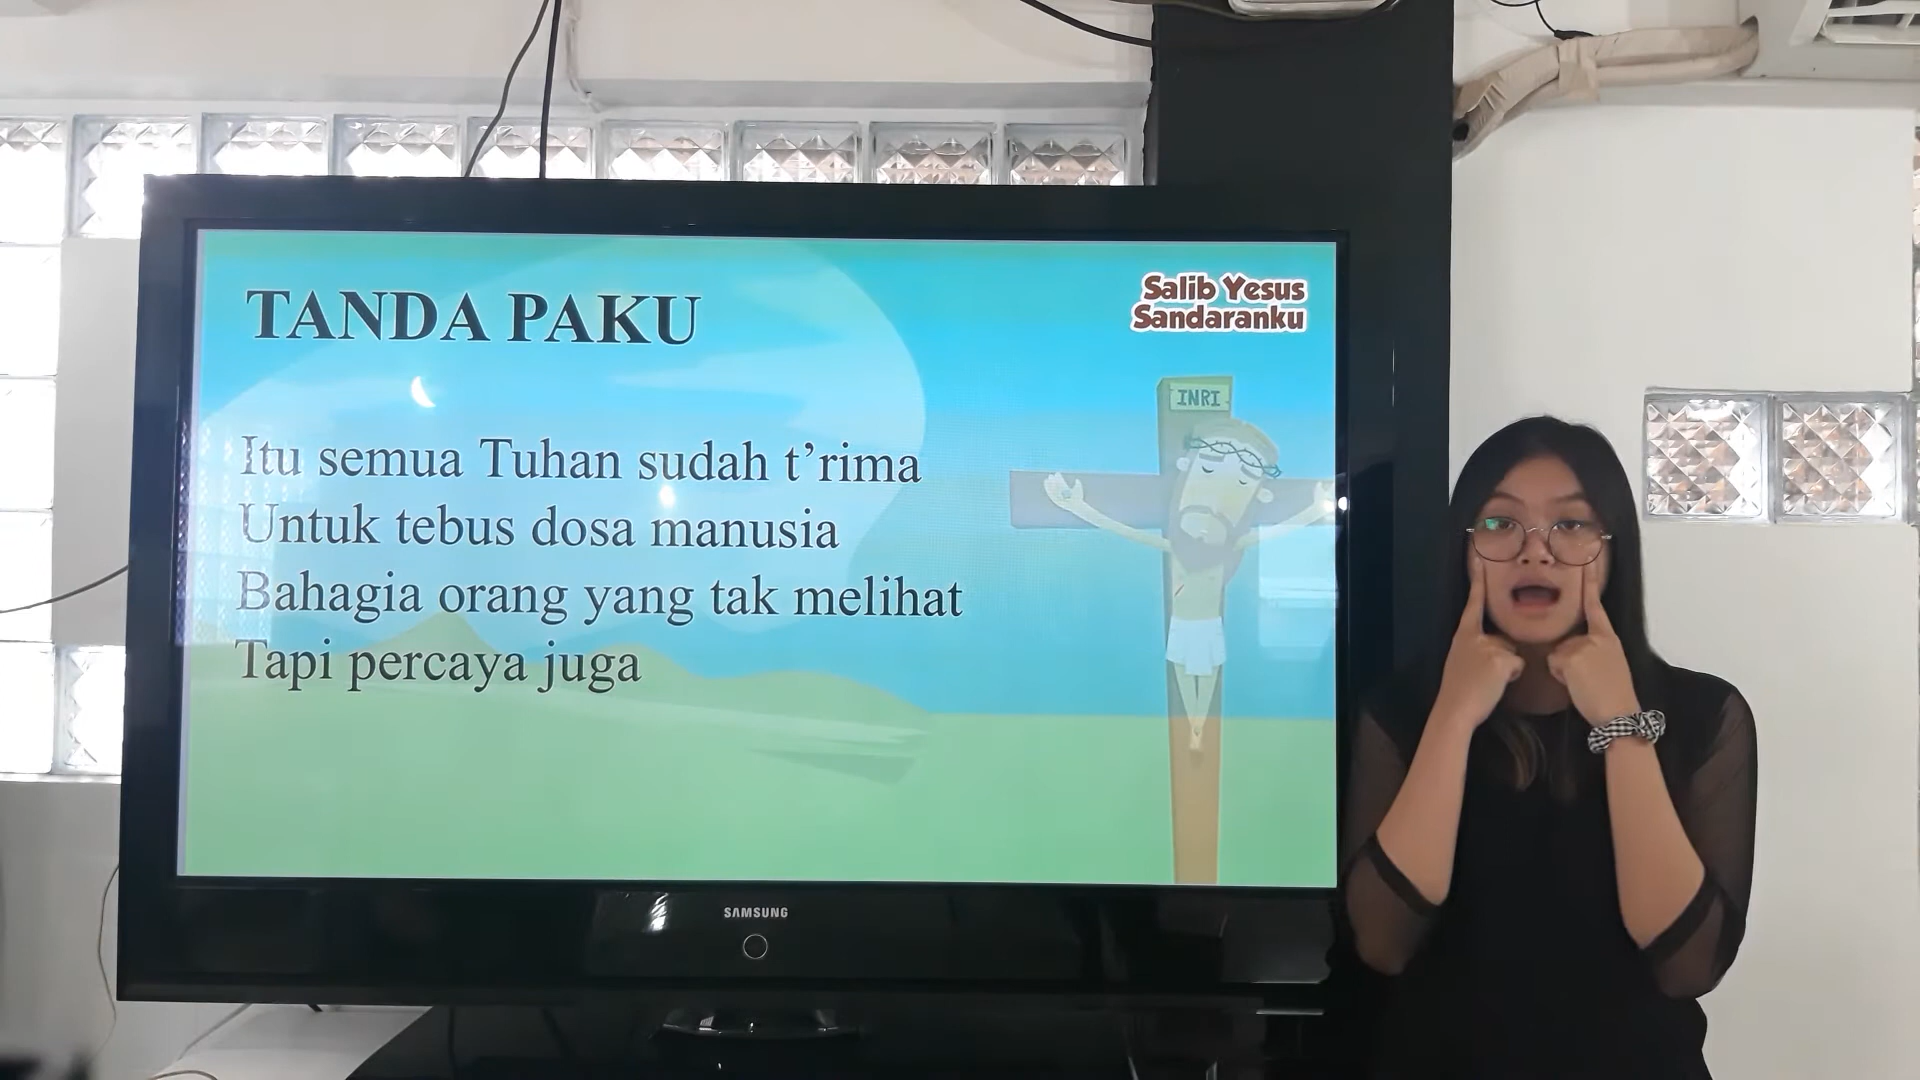 TANDA PAKU
Salib Yesus
Sandaranku
INRI
Itu semua Tuhan sudah t’rima
Untuk tebus dosa manusia
Bahagia orang yang tak melihat
Tapi percaya juga
SAMSUNG